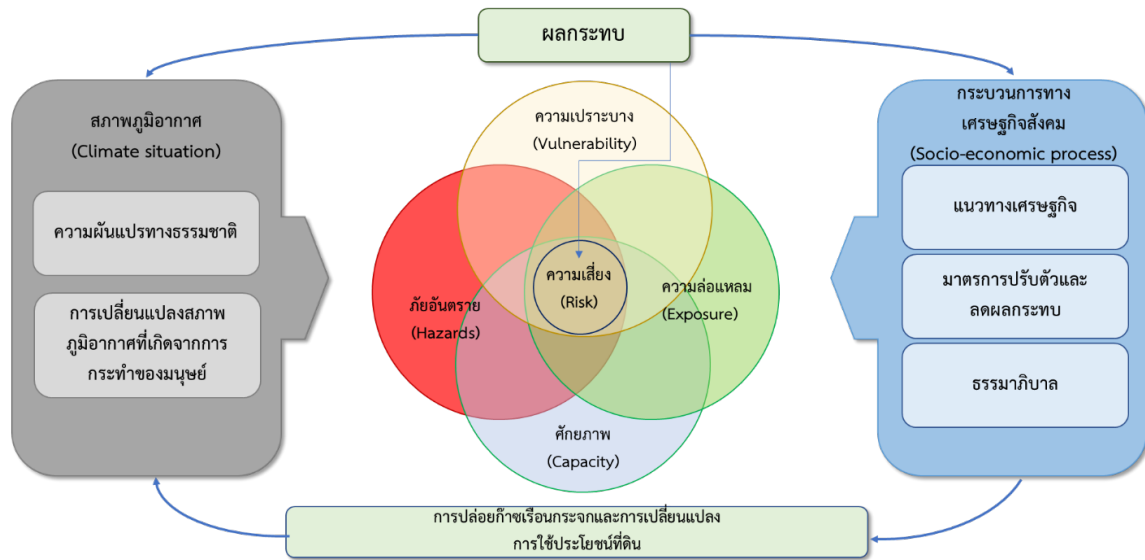 ผลกระทบ
สภาพภูมิอากาศ
(Climate situation)
ความผันแปรทางธรรมชาติ
การเปลี่ยนแปลงสภาพ
ภูมิอากาศที่เกิดจากการ
กระทำของมนุษย์
ความเปราะบาง
(Vulnerability)
ภัยอันตราย
(Hazards)
ความเสี่ยง
(Risk)
ความล่อแหลม
(Exposure)
ศักยภาพ
(Capacity)
กระบวนการทาง
เศรษฐกิจสังคม
(Socio-economic process)
แนวทางเศรษฐกิจ
มาตรการปรับตัวและ
ลดผลกระทบ
ธรรมาภิบาล
การปล่อยก๊าซเรือนกระจกและการเปลี่ยนแปลง
การใช้ประโยชน์ที่ดิน